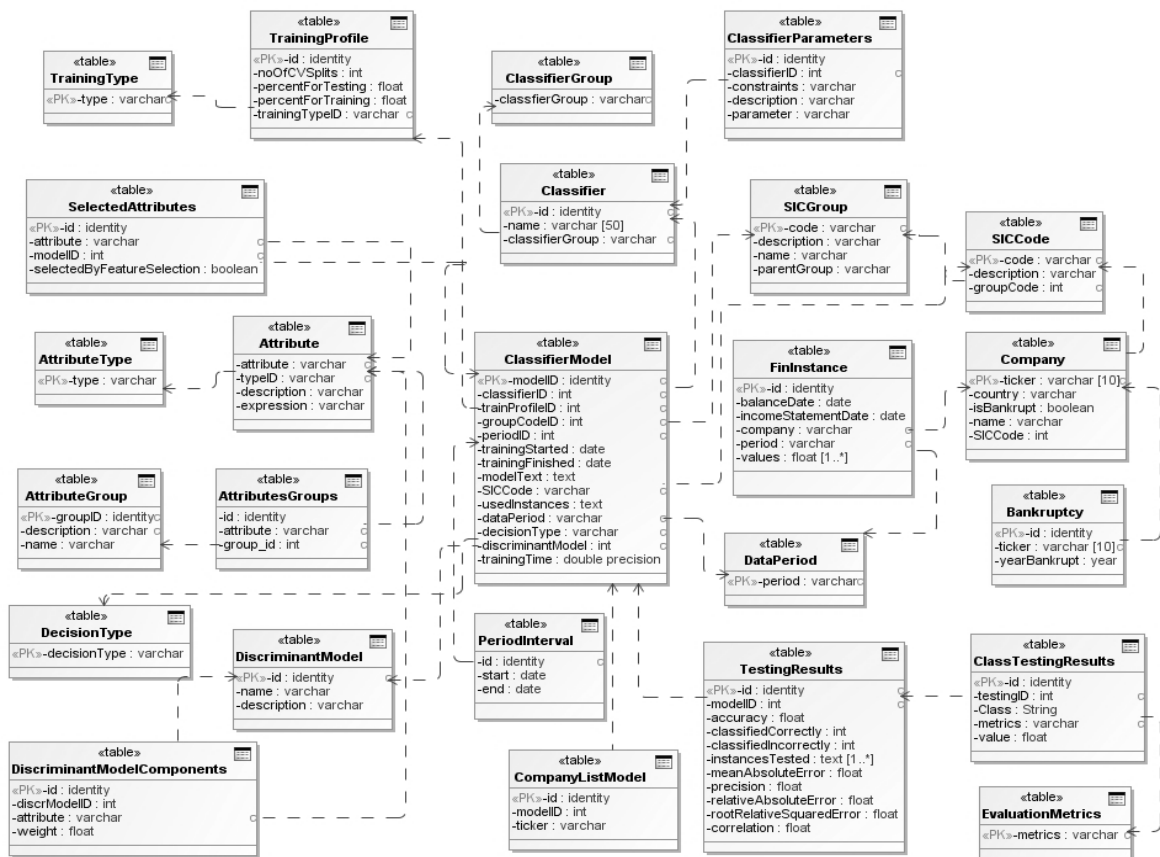 «table»
TrainingType
«PK»-type : varchar
«table»
TrainingProfile
«PK»-id : identity
-noOfCVSplits : int
-percentForTesting : float
-percentForTraining : float
-trainingTypeID : varchar
«table»
ClassifierGroup
-classfierGroup : varchar
«table»
ClassifierParameters
«PK»-id : identity
-classifierID : int
-constraints : varchar
-description : varchar
-parameter : varchar
«table»
SelectedAttributes
«PK»-id : identity
-attribute : varchar
-modelID : int
-selectedByFeatureSelection : boolean
«table»
Classifier
«PK»-id : identity
-name : varchar [50]
-classifierGroup : varchar
«table»
SICGroup
«PK»-code : varchar
-description : varchar
-name : varchar
-parentGroup : varchar
«table»
SICCode
«PK»-code : varchar
-description : varchar
-groupCode : int
«table»
AttributeType
«PK»-type : varchar
«table»
Attribute
-attribute : varchar
-typeID : varchar
-description : varchar
-expression : varchar
«table»
ClassifierModel
«PK»-modelID : identity
-classifierID : int
-trainProfileID : int
-groupCodeID : int
-periodID : int
-trainingStarted : date
-trainingFinished : date
-modelText : text
-SICCode : varchar
-usedInstances : text
-dataPeriod : varchar
-decisionType : varchar
-discriminantModel : int
-trainingTime : double precision
«table»
FinInstance
«PK»-id : identity
-balanceDate : date
-incomeStatementDate : date
-company : varchar
-period : varchar
-values : float [1..*]
«table»
Company
«PK»-ticker : varchar [10]
-country : varchar
-isBankrupt : boolean
-name : varchar
-SICCode : int
«table»
AttributeGroup
«PK»-groupID : identity
-description : varchar
-name : varchar
«table»
AttributesGroups
-id : identity
-attribute : varchar
-group_id : int
«table»
Bankruptcy
«PK»-id : identity
-ticker : varchar [10]
-yearBankrupt : year
«table»
DataPeriod
«PK»-period : varchar
«table»
DecisionType
«PK»-decisionType : varchar
«table»
DiscriminantModel
«PK»-id : identity
-name : varchar
-description : varchar
«table»
PeriodInterval
-id : identity
-start : date
-end : date
«table»
TestingResults
«PK»-id : identity
-modelID : int
-accuracy : float
-classifiedCorrectly : int
-classifiedIncorrectly : int
-instancesTested : text [1..*]
-meanAbsoluteError : float
-precision : float
-relativeAbsoluteError : float
-rootRelativeSquaredError : float
-correlation : float
«table»
ClassTestingResults
«PK»-id : identity
-testingID : int
-Class : String
-metrics : varchar
-value : float
«table»
DiscriminantModelComponents
«PK»-id : identity
-discrModelID : int
-attribute : varchar
-weight : float
«table»
CompanyListModel
«PK»-id : identity
-modelID : int
-ticker : varchar
«table»
EvaluationMetrics
«PK»-metrics : varchar